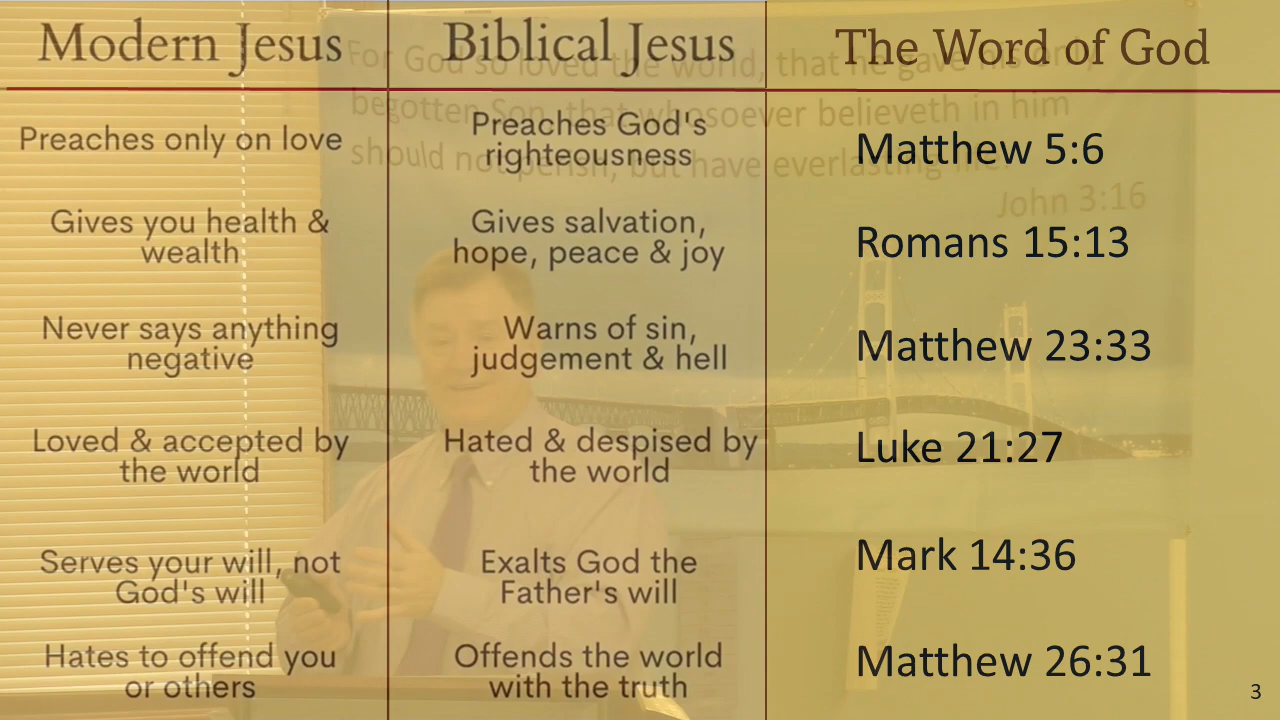 Modern Jesus
Biblical Jesus
The Word of God
For God so loved the world, that he gave his only
begotten Son, that whosoever believeth in him
should not perish, but have everlasting life.
John 3:16
Preaches only on love
Preaches God's
righteousness
Matthew 5:6
Gives you health &
wealth
Gives salvation,
hope, peace & joy
Romans 15:13
Never says anything
negative
Warns of sin,
judgement & hell
Matthew 23:33
Loved & accepted by
the world
Hated & despised by
the world
Luke 21:27
Serves your will, not
God's will
Exalts God the
Father's will
Mark 14:36
Hates to offend you
or others
Offends the world
with the truth
Matthew 26:31
3